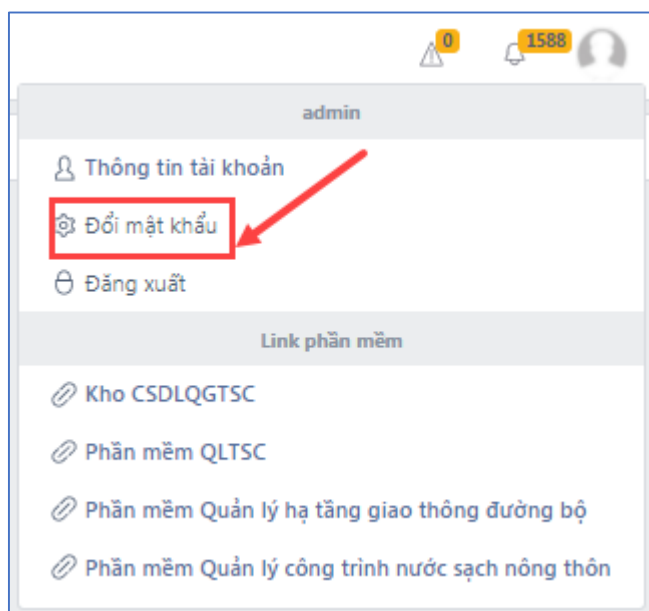 0 1588
admin
Thông tin tài khoản
Đổi mật khẩu
Đăng xuất
Link phần mềm
Kho CSDLQGTSC
Phần mềm QLTSC
Phần mềm Quản lý hạ tầng giao thông đường bộ
Phần mềm Quản lý công trình nước sạch nông thôn